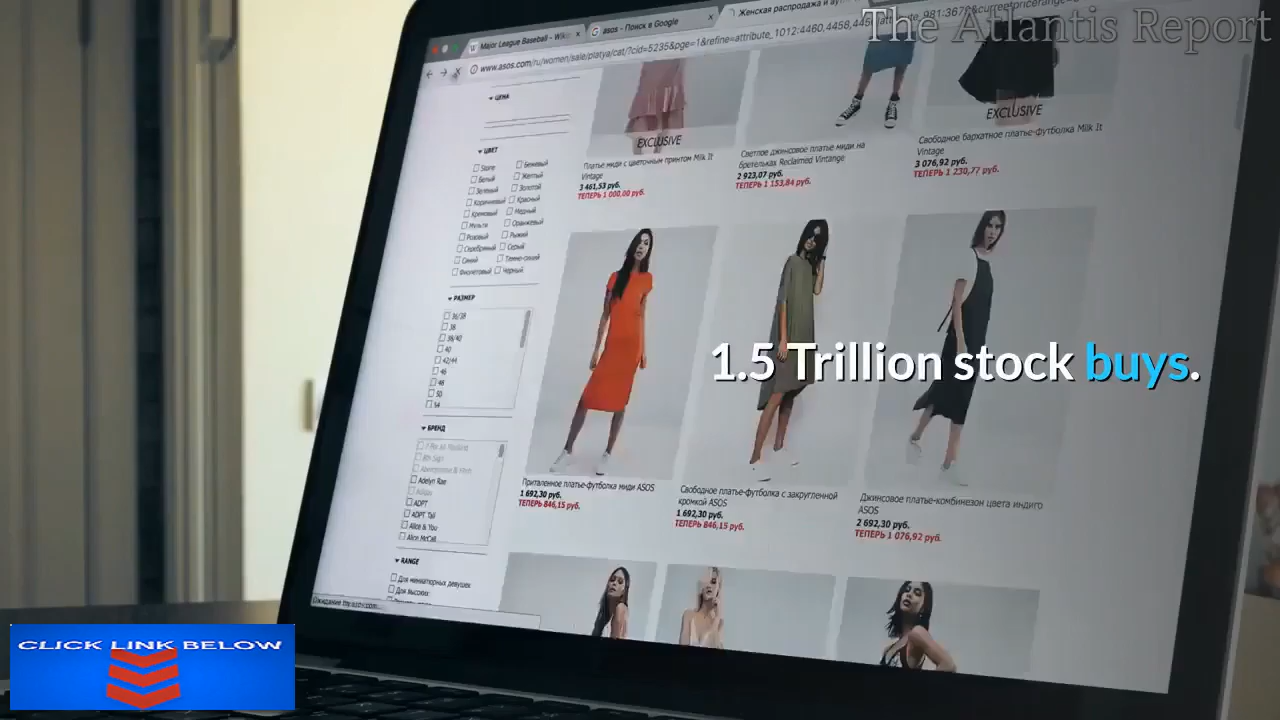 The Atlantis Report
Major League Baseball - Wiki
asos - Поиск в Google
Женская распродажа и аут
www.asos.com/ru/women/sale/platya/cat/?cid=5235&pge=1&refine=attribute_1012:4460,4458,
ЦЕНА
EXCLUSIVE
Платье миди с цветочным принтом Milk It
Vintage
3 461,53 руб.
ТЕПЕРЬ 1 000,00 руб.
Светлое джинсовое платье миди на
бретельках Reclaimed Vintage
2 923,07 руб.
ТЕПЕРЬ 1 153,84 руб.
EXCLUSIVE
Свободное бархатное платье-футболка Milk It
Vintage
3 076,92 руб.
ТЕПЕРЬ 1 230,77 руб.
ЦВЕТ
Stone Бежевый
Белый Желтый
Зеленый Золотой
Коричневый Красный
Кремовый Медный
Мульти Оранжевый
Розовый Рыжий
Серебряный Серый
Синий Темно-синий
Фиолетовый Черный
РАЗМЕР
36/38
38
38/40
40
42/44
46
48
50
54
1.5 Trillion stock buys.
БРЕНД
8th Sign
Abercrombie & Fitch
Adelyn Rae
Adidas
ADPT
ADPT Tall
Alice & You
Alice McCall
Приталенное платье-футболка миди ASOS
1 692,30 руб.
ТЕПЕРЬ 846,15 руб.
Свободное платье-футболка с закругленной
кромкой ASOS
1 692,30 руб.
ТЕПЕРЬ 846,15 руб.
Джинсовое платье-комбинезон цвета индиго
ASOS
2 692,30 руб.
ТЕПЕРЬ 1 076,92 руб.
RANGE
Для миниатюрных девушек
Для высоких
CLICK LINK BELOW